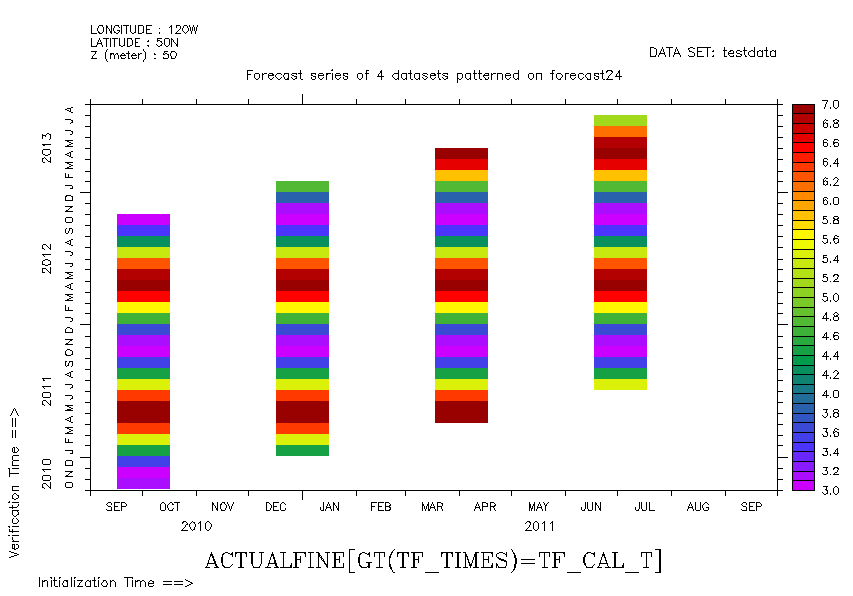 LONGITUDE : 120W
LATITUDE : 50N
Z (meter) : 50
DATA SET: testdata
Forecast series of 4 datasets patterned on forecast24
Verification Time ==>
2010
2011
2012
2013
O N D J F M A M J J A S O N D J F M A M J J A S O N D J F M A M J J A
7.0
6.8
6.6
6.4
6.2
6.0
5.8
5.6
5.4
5.2
5.0
4.8
4.6
4.4
4.2
4.0
3.8
3.6
3.4
3.2
3.0
SEP OCT NOV DEC JAN FEB MAR APR MAY JUN JUL AUG SEP
2010 2011
ACTUALFINE[GT(TF_TIMES)=TF_CAL_T]
Initialization Time ==>